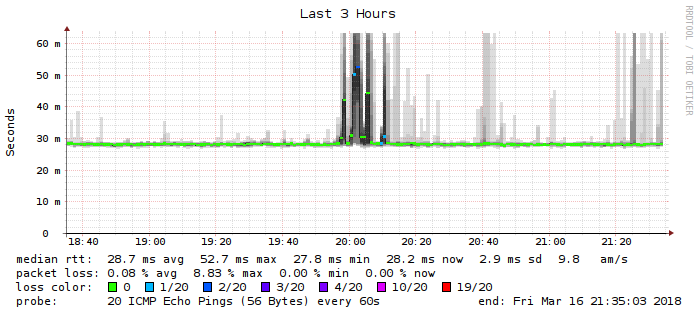 Last 3 Hours
RRDTOOL / TOBI OETIKER
Seconds
60 m
50 m
40 m
30 m
20 m
10 m
0
18:40 19:00 19:20 19:40 20:00 20:20 20:40 21:00 21:20
median rtt: 28.7 ms avg 52.7 ms max 27.8 ms min 28.2 ms now 2.9 ms sd 9.8 am/s
packet loss: 0.08 % avg 8.83 % max 0.00 % min 0.00 % now
loss color: 0 1/20 2/20 3/20 4/20 10/20 19/20
probe: 20 ICMP Echo Pings (56 Bytes) every 60s end: Fri Mar 16 21:35:03 2018